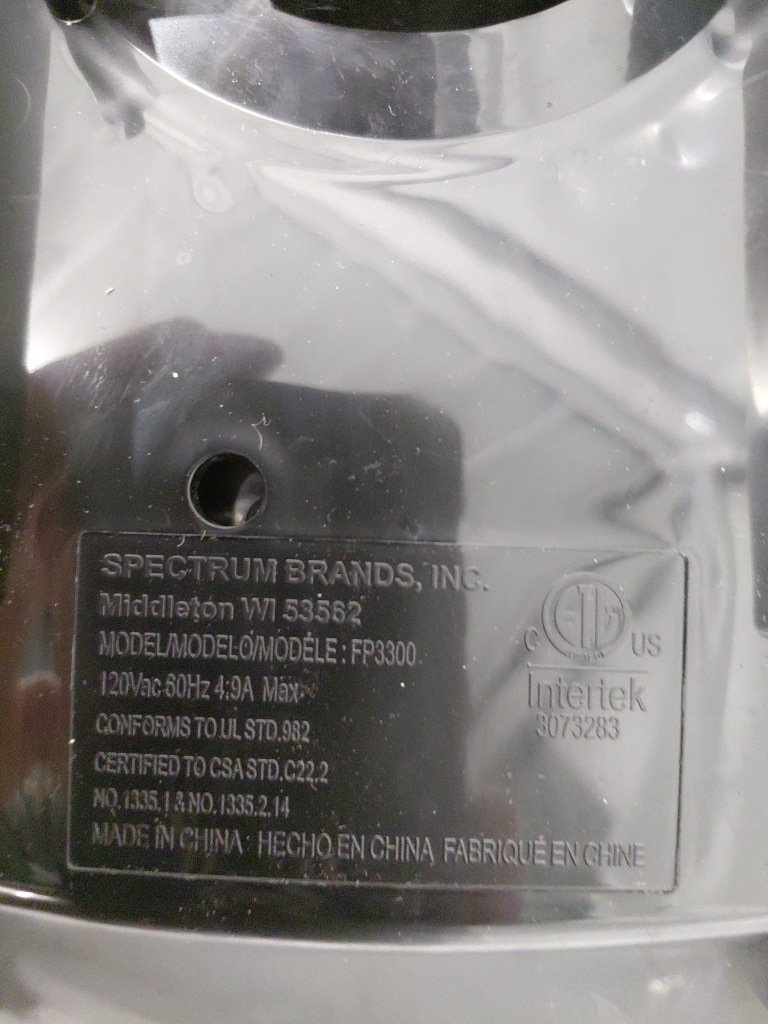 SPECTRUM BRANDS, INC.
Middleton WI 53562
MODEL/MODELO/MODÈLE: FP3300
120Vac 60Hz 4.9A Max
CONFORMS TO UL STD.982
CERTIFIED TO CSA STD.C22.2
NO.1335.1 & NO.1335.2.14
MADE IN CHINA HECHO EN CHINA FABRIQUÉ EN CHINE
C US
Intertek
3073283